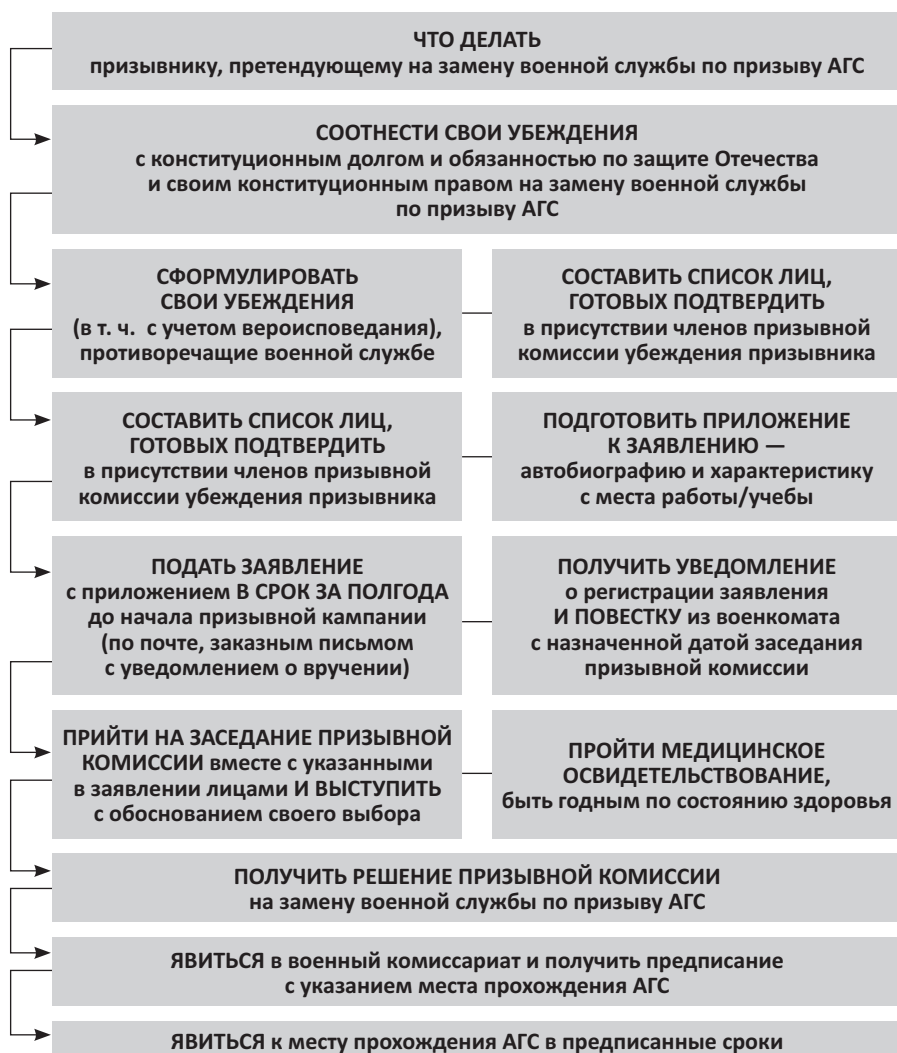 ЧТО ДЕЛАТЬ
призывнику, претендующему на замену военной службы по призыву АГС
СООТНЕСТИ СВОИ УБЕЖДЕНИЯ
с конституционным долгом и обязанностью по защите Отечества
и своим конституционным правом на замену военной службы
по призыву АГС
СФОРМУЛИРОВАТЬ
СВОИ УБЕЖДЕНИЯ
(в т. ч. с учетом вероисповедания),
противоречащие военной службе
СОСТАВИТЬ СПИСОК ЛИЦ,
ГОТОВЫХ ПОДТВЕРДИТЬ
в присутствии членов призывной
комиссии убеждения призывника
СОСТАВИТЬ СПИСОК ЛИЦ,
ГОТОВЫХ ПОДТВЕРДИТЬ
в присутствии членов призывной
комиссии убеждения призывника
ПОДГОТОВИТЬ ПРИЛОЖЕНИЕ
К ЗАЯВЛЕНИЮ —
автобиографию и характеристику
с места работы/учебы
ПОДАТЬ ЗАЯВЛЕНИЕ
с приложением В СРОК ЗА ПОЛГОДА
до начала призывной кампании
(по почте, заказным письмом
с уведомлением о вручении)
ПОЛУЧИТЬ УВЕДОМЛЕНИЕ
о регистрации заявления
И ПОВЕСТКУ из военкомата
с назначенной датой заседания
призывной комиссии
ПРИЙТИ НА ЗАСЕДАНИЕ ПРИЗЫВНОЙ
КОМИССИИ вместе с указанными
в заявлении лицами И ВЫСТУПИТЬ
с обоснованием своего выбора
ПРОЙТИ МЕДИЦИНСКОЕ
ОСВИДЕТЕЛЬСТВОВАНИЕ,
быть годным по состоянию здоровья
ПОЛУЧИТЬ РЕШЕНИЕ ПРИЗЫВНОЙ КОМИССИИ
на замену военной службы по призыву АГС
ЯВИТЬСЯ в военный комиссариат и получить предписание
с указанием места прохождения АГС
ЯВИТЬСЯ к месту прохождения АГС в предписанные сроки